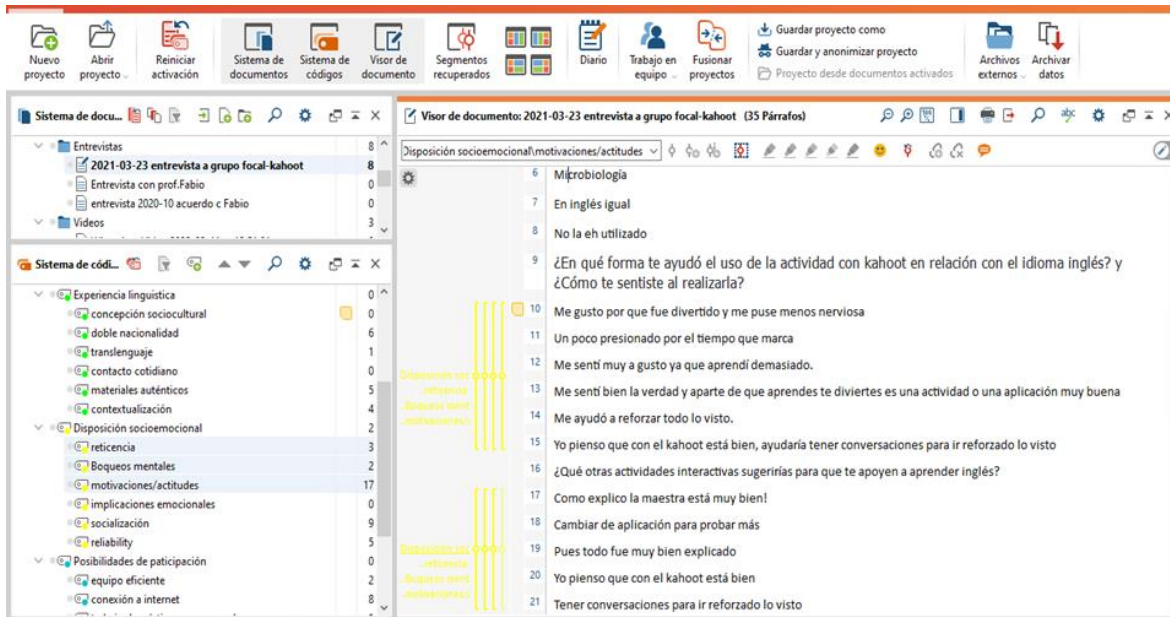 Nuevo proyecto
Abrir proyecto
Reiniciar activación
Sistema de documentos
Sistema de códigos
Visor de documento
Segmentos recuperados
Diario
Trabajo en equipo
Fusionar proyectos
Guardar proyecto como
Guardar y anonimizar proyecto
Proyecto desde documentos activados
Archivos externos
Archivar datos
Sistema de docu...
Entrevistas 8
2021-03-23 entrevista a grupo focal-kahoot 8
Entrevista con prof.Fabio 0
entrevista 2020-10 acuerdo c Fabio 0
Videos 3
Sistema de códi...
Experiencia linguistica 0
concepción sociocultural 0
doble nacionalidad 6
translenguaje 1
contacto cotidiano 0
materiales auténticos 5
contextualización 4
Disposición socioemocional 2
reticencia 3
Boqueos mentales 2
motivaciones/actitudes 17
implicaciones emocionales 0
socialización 9
reliability 5
Posibilidades de paticipación 0
equipo eficiente 2
conexión a internet 8
Visor de documento: 2021-03-23 entrevista a grupo focal-kahoot (35 Párrafos)
Disposición socioemocional\motivaciones/actitudes
6 Microbiología
7 En inglés igual
8 No la eh utilizado
9 ¿En qué forma te ayudó el uso de la actividad con kahoot en relación con el idioma inglés? y
¿Cómo te sentiste al realizarla?
10 Me gusto por que fue divertido y me puse menos nerviosa
11 Un poco presionado por el tiempo que marca
12 Me sentí muy a gusto ya que aprendí demasiado.
13 Me sentí bien la verdad y aparte de que aprendes te diviertes es una actividad o una aplicación muy buena
14 Me ayudó a reforzar todo lo visto.
15 Yo pienso que con el kahoot está bien, ayudaría tener conversaciones para ir reforzado lo visto
16 ¿Qué otras actividades interactivas sugerirías para que te apoyen a aprender inglés?
17 Como explico la maestra está muy bien!
18 Cambiar de aplicación para probar más
19 Pues todo fue muy bien explicado
20 Yo pienso que con el kahoot está bien
21 Tener conversaciones para ir reforzado lo visto
Disposición soc
..reticencia
..Boqueos ment
..motivaciones/a
Disposición soc
..reticencia
..Boqueos ment
..motivaciones/a